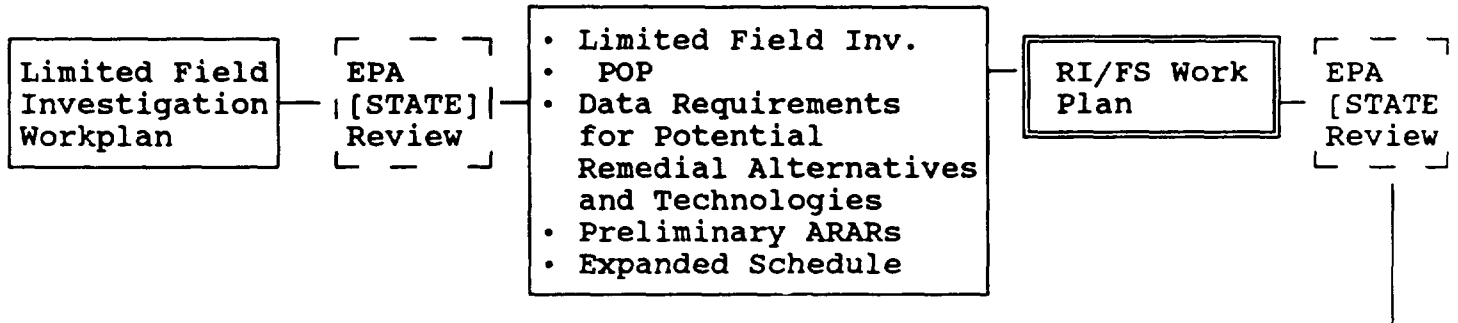 Limited Field
Investigation
Workplan
EPA
[STATE]
Review
• Limited Field Inv.
• POP
• Data Requirements
for Potential
Remedial Alternatives
and Technologies
• Preliminary ARARs
• Expanded Schedule
RI/FS Work
Plan
EPA
[STATE
Review